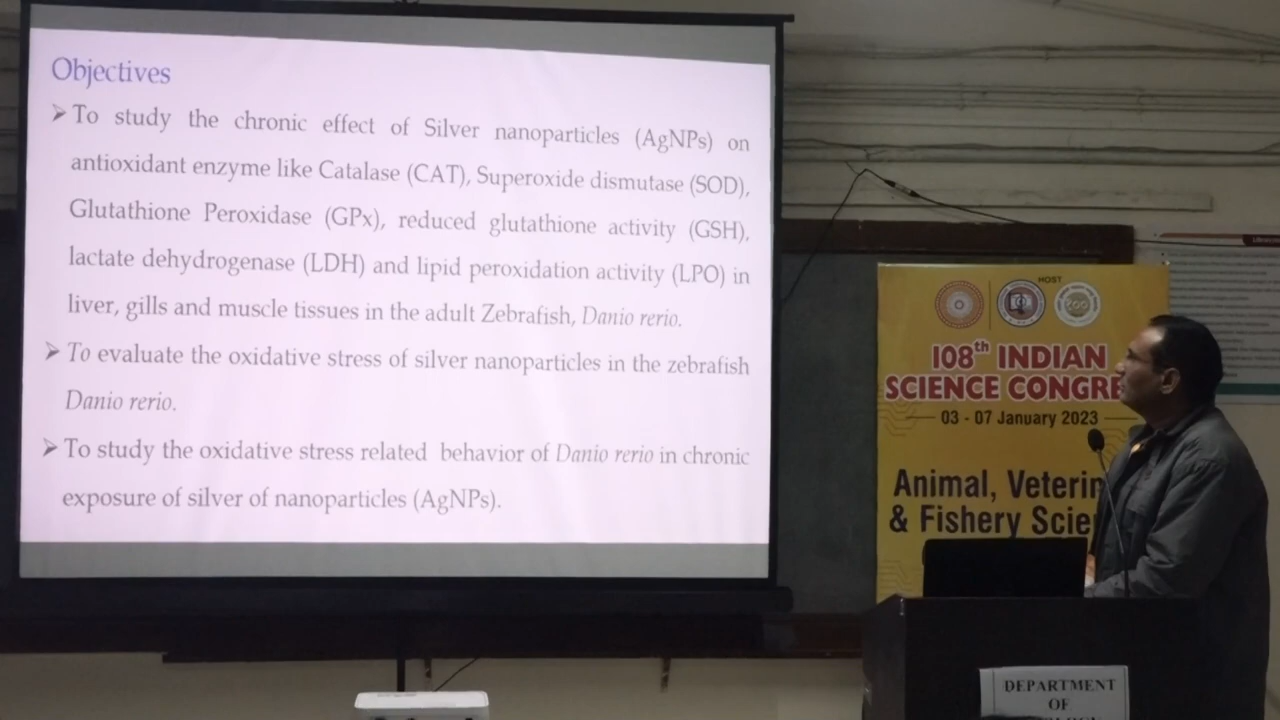 Objectives
➤ To study the chronic effect of Silver nanoparticles (AgNPs) on
antioxidant enzyme like Catalase (CAT), Superoxide dismutase (SOD),
Glutathione Peroxidase (GPx), reduced glutathione activity (GSH),
lactate dehydrogenase (LDH) and lipid peroxidation activity (LPO) in
liver, gills and muscle tissues in the adult Zebrafish, Danio rerio.
➤ To evaluate the oxidative stress of silver nanoparticles in the zebrafish
Danio rerio.
➤ To study the oxidative stress related behavior of Danio rerio in chronic
exposure of silver of nanoparticles (AgNPs).
HOST
108th INDIAN
SCIENCE CONGRE
03 - 07 January 2023
Animal, Veterin
& Fishery Scien
DEPARTMENT
OF